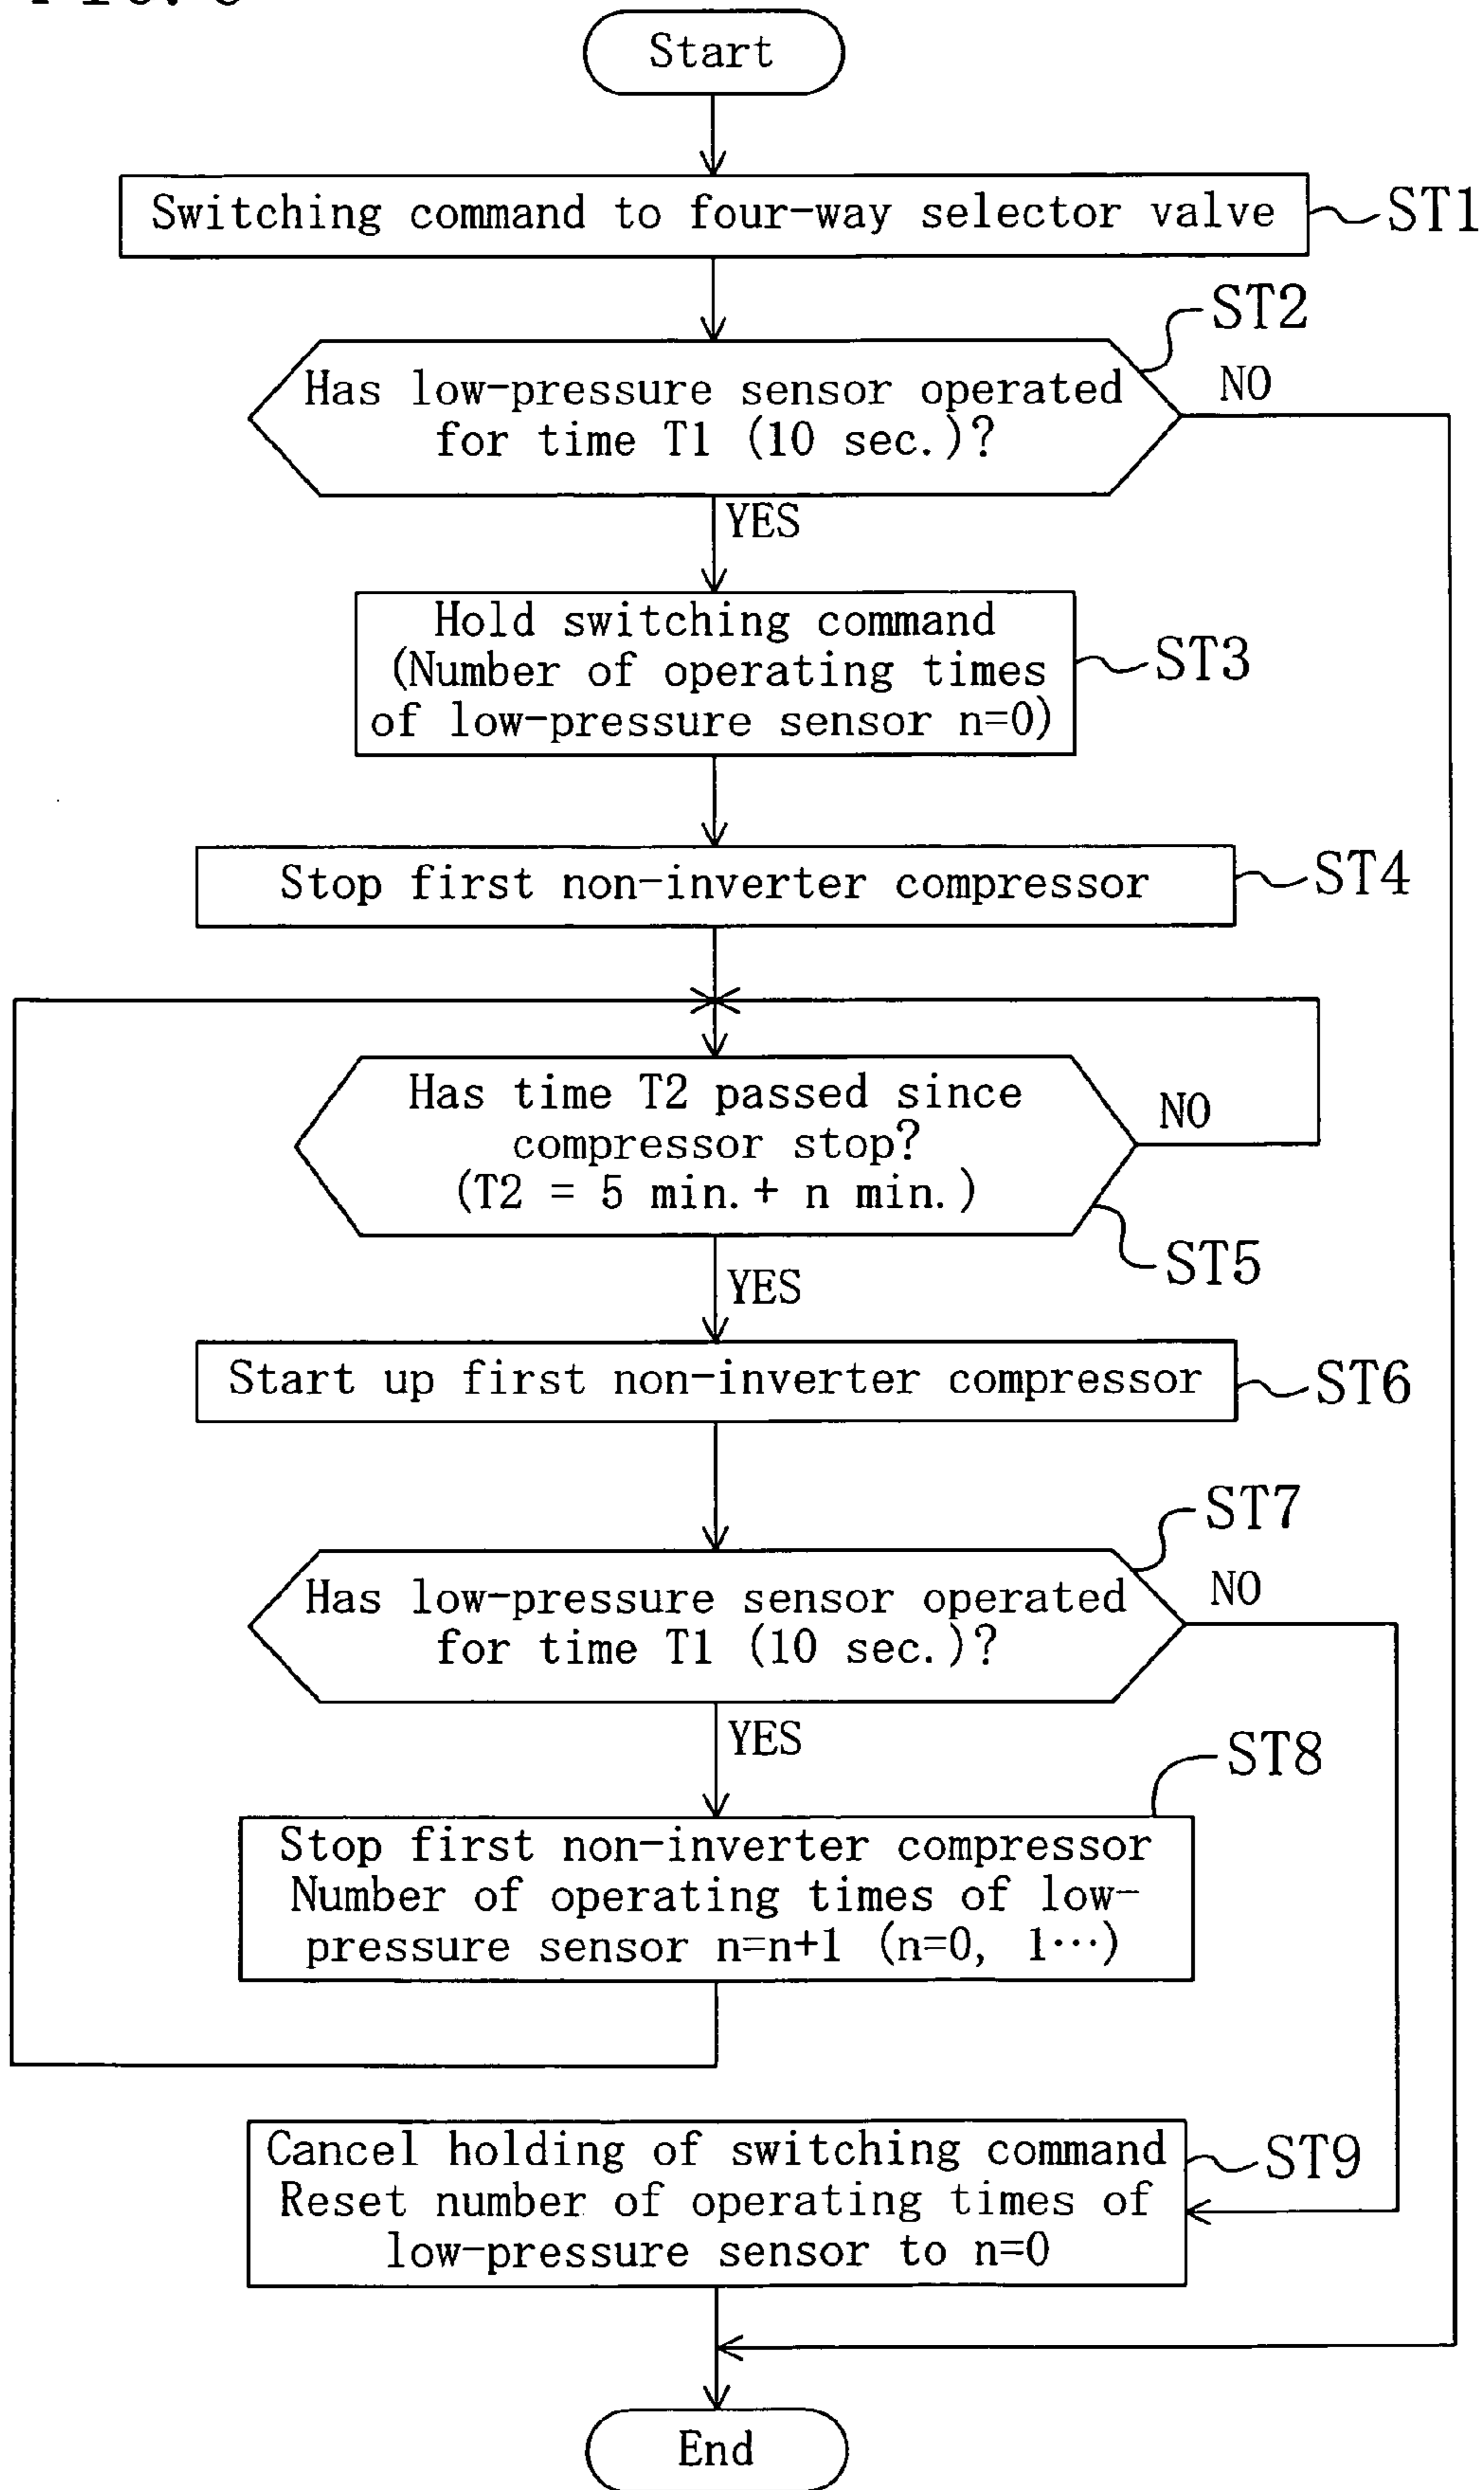 Start
Switching command to four-way selector valve
ST1
ST2
Has low-pressure sensor operated
for time T1 (10 sec.)?
NO
YES
Hold switching command
(Number of operating times
of low-pressure sensor n=0)
ST3
Stop first non-inverter compressor
ST4
Has time T2 passed since
compressor stop?
(T2 = 5 min.+ n min.)
NO
ST5
YES
Start up first non-inverter compressor
ST6
ST7
Has low-pressure sensor operated
for time T1 (10 sec.)?
NO
YES
ST8
Stop first non-inverter compressor
Number of operating times of low-
pressure sensor n=n+1 (n=0, 1···)
Cancel holding of switching command
Reset number of operating times of
low-pressure sensor to n=0
ST9
End